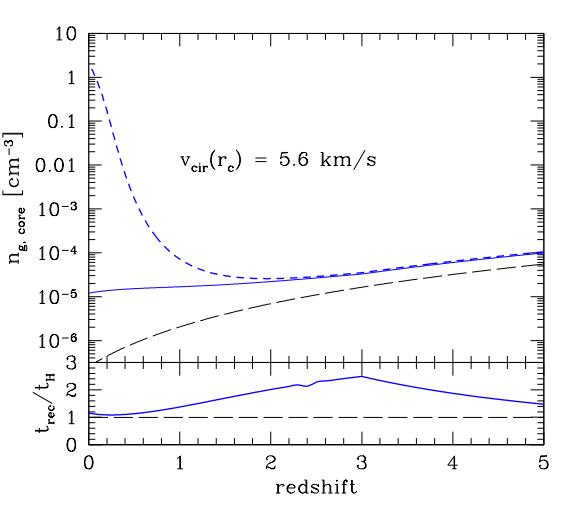 10
1
0.1
0.01
10⁻³
10⁻⁴
10⁻⁵
10⁻⁶
n_g, core [cm⁻³]
v_cir(r_c) = 5.6 km/s
3
2
1
0
t_rec/t_H
0 1 2 3 4 5
redshift